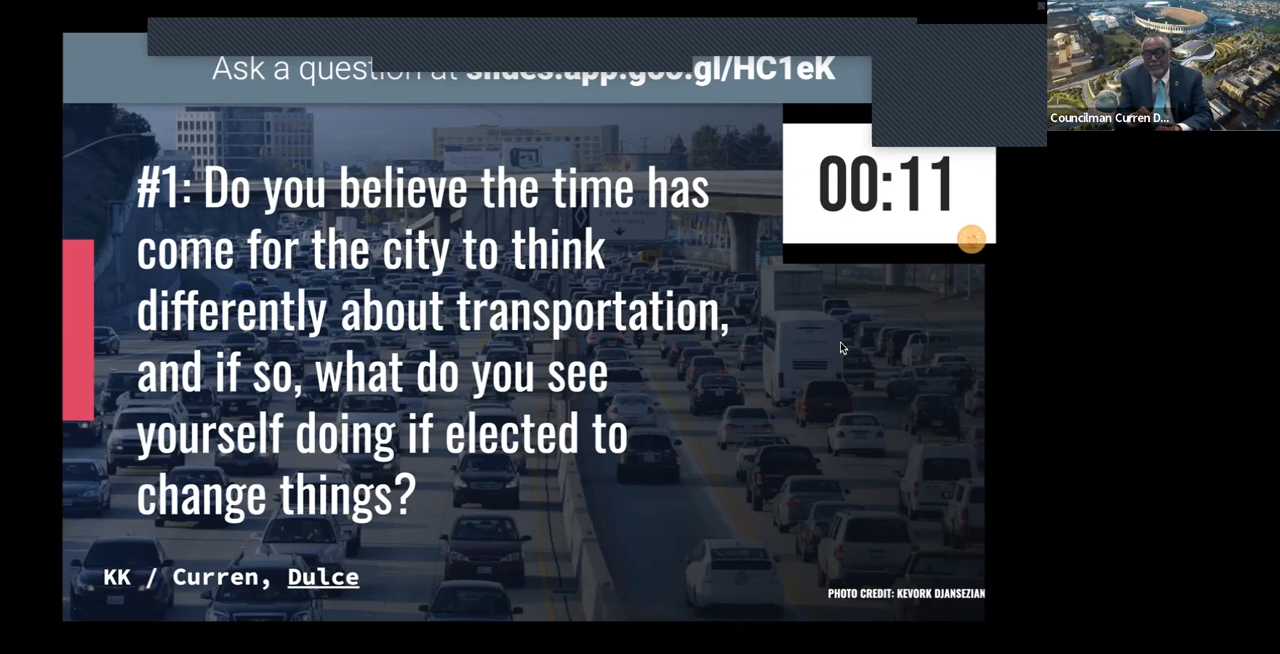 Ask a question at slides.app.goo.gl/HC1eK
Councilman Curren D...
00:11
#1: Do you believe the time has
come for the city to think
differently about transportation,
and if so, what do you see
yourself doing if elected to
change things?
KK / Curren, Dulce
PHOTO CREDIT: KEVORK DJANSEZIAN